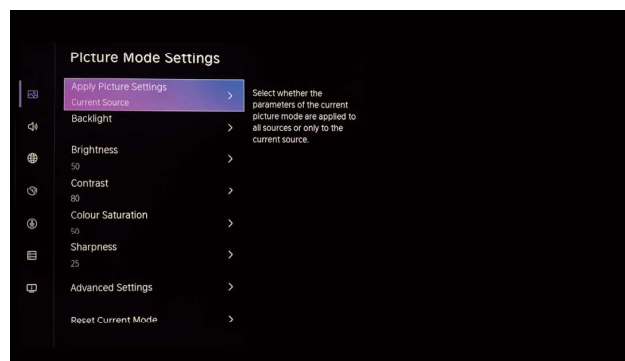 Picture Mode Settings
Apply Picture Settings
Current Source
Backlight
Brightness
50
Contrast
80
Colour Saturation
50
Sharpness
25
Advanced Settings
Reset Current Mode
Select whether the
parameters of the current
picture mode are applied to
all sources or only to the
current source.